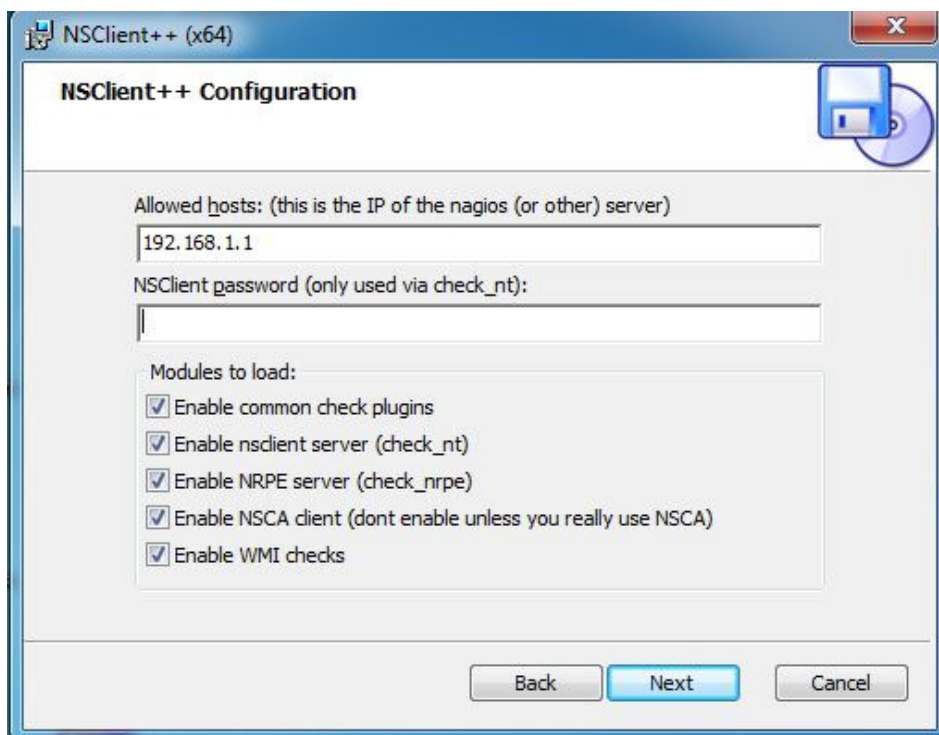 NSClient++ (x64)
NSClient++ Configuration
Allowed hosts: (this is the IP of the nagios (or other) server)
192.168.1.1
NSClient password (only used via check_nt):
Modules to load:
Enable common check plugins
Enable nsclient server (check_nt)
Enable NRPE server (check_nrpe)
Enable NSCA client (dont enable unless you really use NSCA)
Enable WMI checks
Back Next Cancel